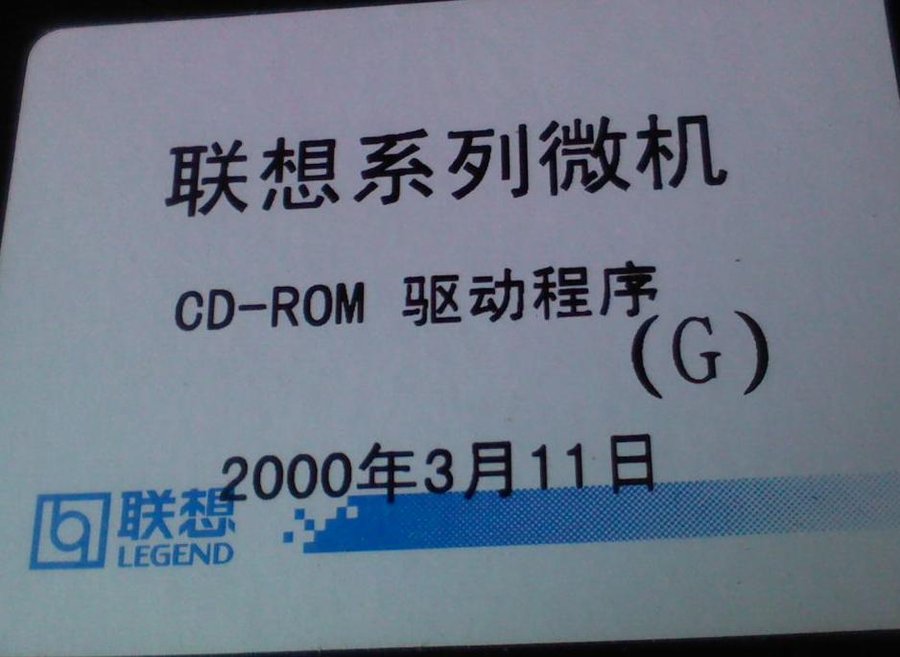 联想系列微机
CD-ROM 驱动程序
(G)
2000年3月11日
联想
LEGEND